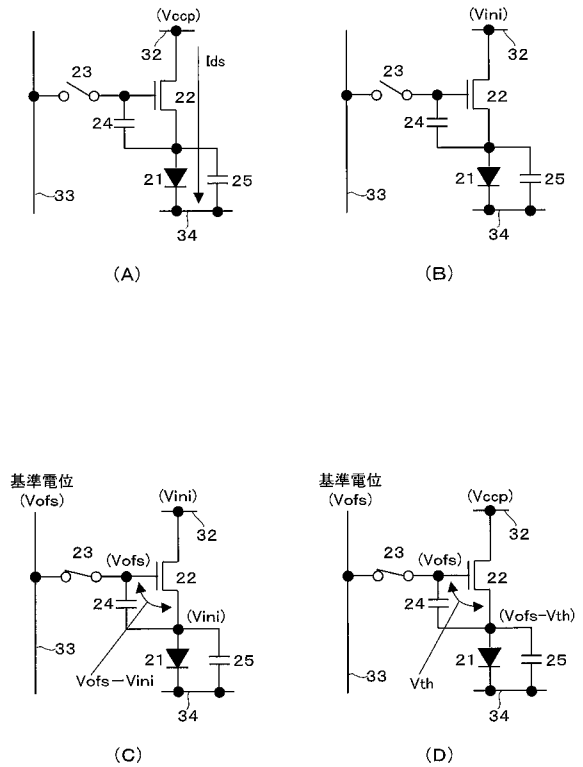 (Vccp)
32
Ids
23
22
24
21
25
33
34
(A)
(Vini)
32
23
22
24
21
25
33
34
(B)
基準電位
(Vofs)
(Vini)
32
23
(Vofs)
22
24
(Vini)
21
25
33
Vofs−Vini
34
(C)
基準電位
(Vofs)
(Vccp)
32
23
(Vofs)
22
24
(Vofs−Vth)
21
25
33
Vth
34
(D)